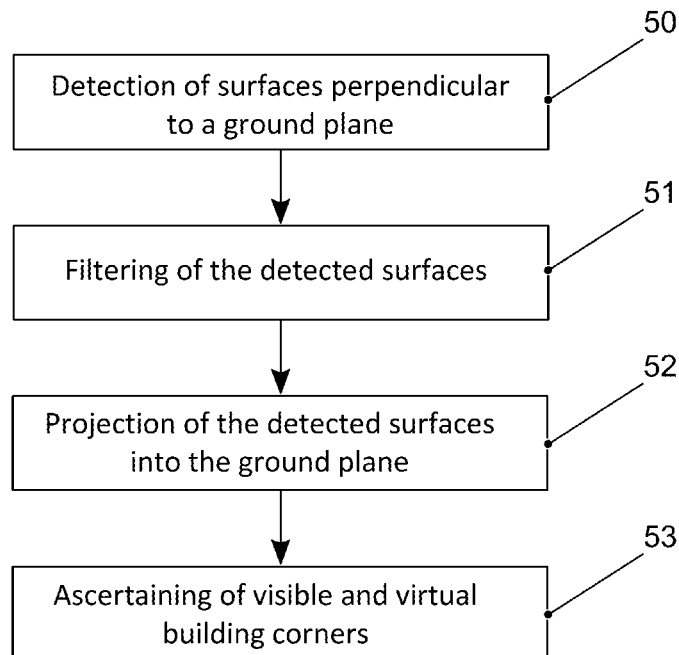 50
Detection of surfaces perpendicular
to a ground plane
51
Filtering of the detected surfaces
52
Projection of the detected surfaces
into the ground plane
53
Ascertaining of visible and virtual
building corners